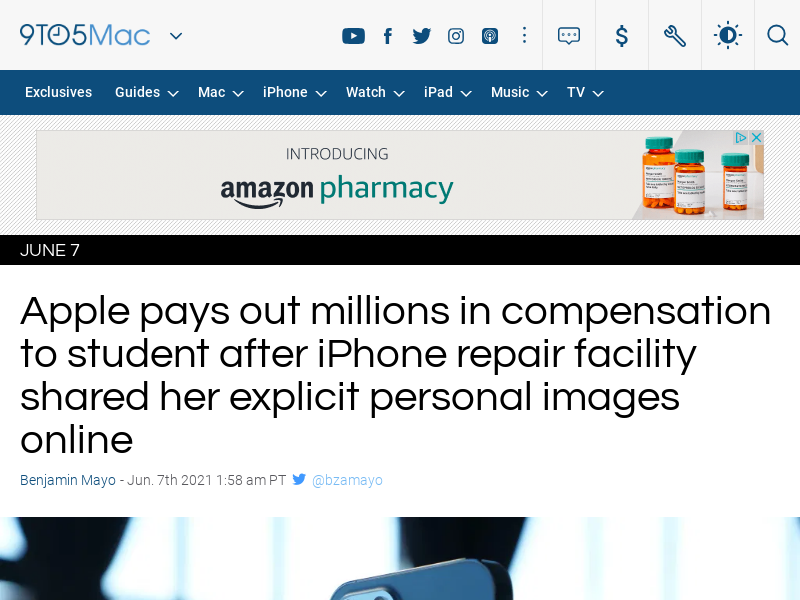 9TO5Mac
$
Exclusives Guides Mac iPhone Watch iPad Music TV
INTRODUCING
amazon pharmacy
JUNE 7
Apple pays out millions in compensation
to student after iPhone repair facility
shared her explicit personal images
online
Benjamin Mayo - Jun. 7th 2021 1:58 am PT @bzamayo